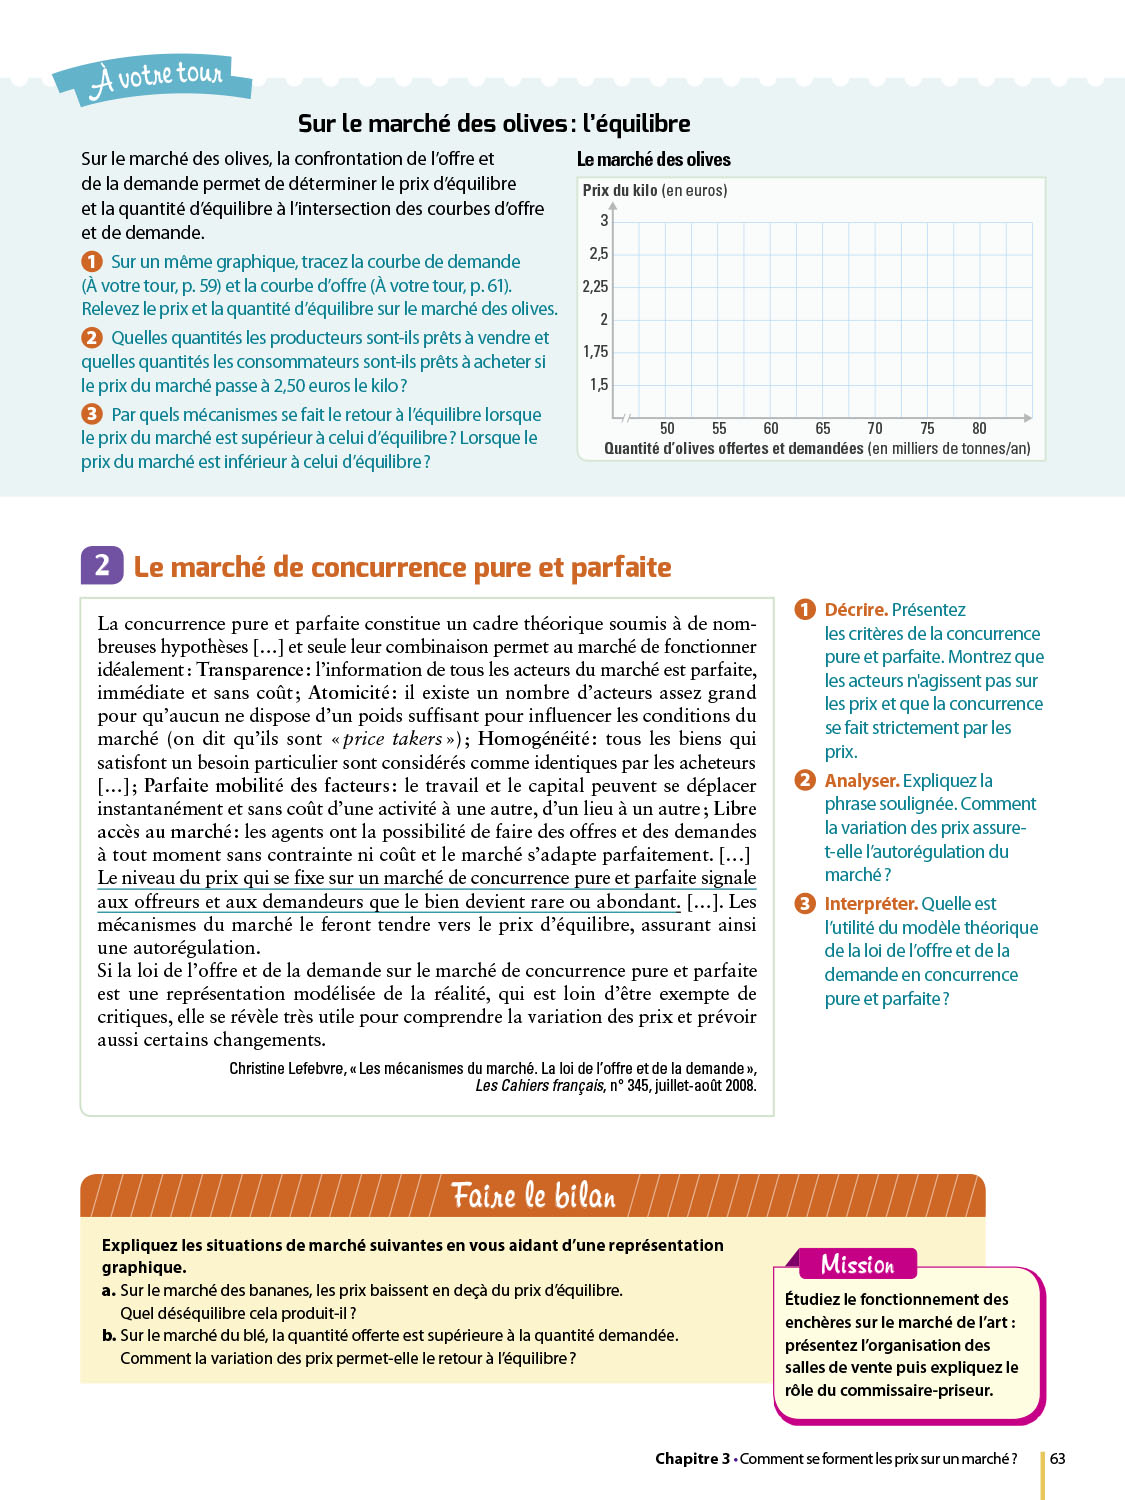 À votre tour
Sur le marché des olives : l'équilibre
Sur le marché des olives, la confrontation de l'offre et
de la demande permet de déterminer le prix d'équilibre
et la quantité d'équilibre à l'intersection des courbes d'offre
et de demande.
1 Sur un même graphique, tracez la courbe de demande
(À votre tour, p. 59) et la courbe d'offre (À votre tour, p. 61).
Relevez le prix et la quantité d'équilibre sur le marché des olives.
2 Quelles quantités les producteurs sont-ils prêts à vendre et
quelles quantités les consommateurs sont-ils prêts à acheter si
le prix du marché passe à 2,50 euros le kilo ?
3 Par quels mécanismes se fait le retour à l'équilibre lorsque
le prix du marché est supérieur à celui d'équilibre ? Lorsque le
prix du marché est inférieur à celui d'équilibre ?
Le marché des olives
Prix du kilo (en euros)
3
2,5
2,25
2
1,75
1,5
50 55 60 65 70 75 80
Quantité d'olives offertes et demandées (en milliers de tonnes/an)
2 Le marché de concurrence pure et parfaite
La concurrence pure et parfaite constitue un cadre théorique soumis à de nom-
breuses hypothèses [...] et seule leur combinaison permet au marché de fonctionner
idéalement : Transparence : l'information de tous les acteurs du marché est parfaite,
immédiate et sans coût ; Atomicité : il existe un nombre d'acteurs assez grand
pour qu'aucun ne dispose d'un poids suffisant pour influencer les conditions du
marché (on dit qu'ils sont « price takers ») ; Homogénéité : tous les biens qui
satisfont un besoin particulier sont considérés comme identiques par les acheteurs
[...] ; Parfaite mobilité des facteurs : le travail et le capital peuvent se déplacer
instantanément et sans coût d'une activité à une autre, d'un lieu à un autre ; Libre
accès au marché : les agents ont la possibilité de faire des offres et des demandes
à tout moment sans contrainte ni coût et le marché s'adapte parfaitement. [...]
Le niveau du prix qui se fixe sur un marché de concurrence pure et parfaite signale
aux offreurs et aux demandeurs que le bien devient rare ou abondant. [...]. Les
mécanismes du marché le feront tendre vers le prix d'équilibre, assurant ainsi
une autorégulation.
Si la loi de l'offre et de la demande sur le marché de concurrence pure et parfaite
est une représentation modélisée de la réalité, qui est loin d'être exempte de
critiques, elle se révèle très utile pour comprendre la variation des prix et prévoir
aussi certains changements.
Christine Lefebvre, « Les mécanismes du marché. La loi de l'offre et de la demande »,
Les Cahiers français, n° 345, juillet-août 2008.
1 Décrire. Présentez
les critères de la concurrence
pure et parfaite. Montrez que
les acteurs n'agissent pas sur
les prix et que la concurrence
se fait strictement par les
prix.
2 Analyser. Expliquez la
phrase soulignée. Comment
la variation des prix assure-
t-elle l'autorégulation du
marché ?
3 Interpréter. Quelle est
l'utilité du modèle théorique
de la loi de l'offre et de la
demande en concurrence
pure et parfaite ?
Faire le bilan
Expliquez les situations de marché suivantes en vous aidant d'une représentation
graphique.
a. Sur le marché des bananes, les prix baissent en deçà du prix d'équilibre.
Quel déséquilibre cela produit-il ?
b. Sur le marché du blé, la quantité offerte est supérieure à la quantité demandée.
Comment la variation des prix permet-elle le retour à l'équilibre ?
Mission
Étudiez le fonctionnement des
enchères sur le marché de l'art :
présentez l'organisation des
salles de vente puis expliquez le
rôle du commissaire-priseur.
Chapitre 3 • Comment se forment les prix sur un marché ? 63